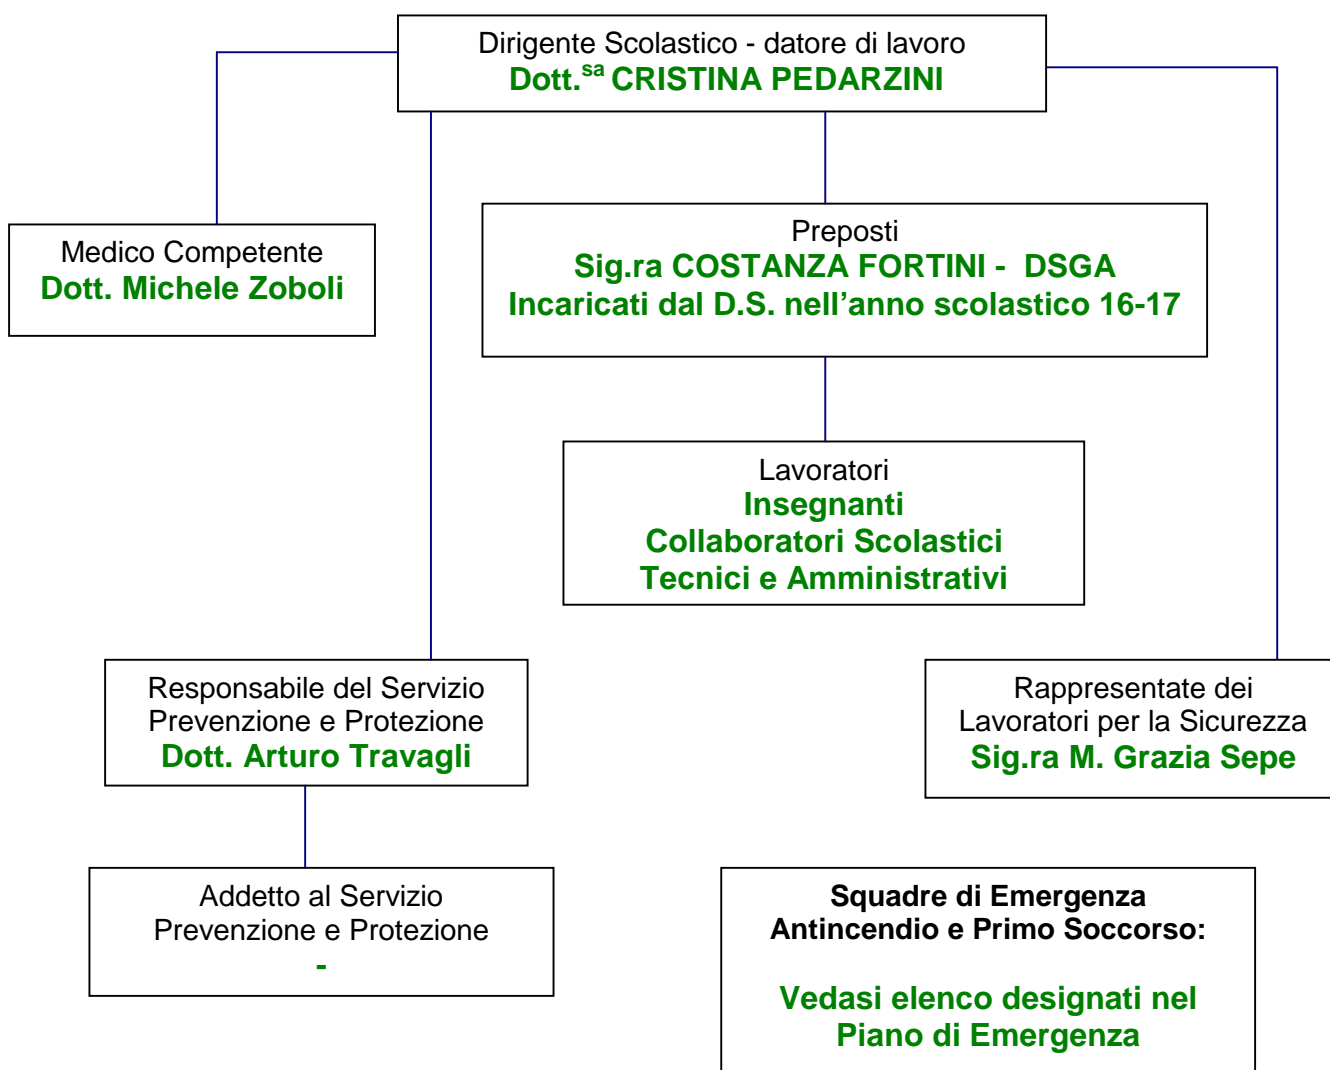 Dirigente Scolastico - datore di lavoro
Dott.sa CRISTINA PEDARZINI
Medico Competente
Dott. Michele Zoboli
Preposti
Sig.ra COSTANZA FORTINI - DSGA
Incaricati dal D.S. nell’anno scolastico 16-17
Lavoratori
Insegnanti
Collaboratori Scolastici
Tecnici e Amministrativi
Responsabile del Servizio
Prevenzione e Protezione
Dott. Arturo Travagli
Rappresentate dei
Lavoratori per la Sicurezza
Sig.ra M. Grazia Sepe
Addetto al Servizio
Prevenzione e Protezione
-
Squadre di Emergenza
Antincendio e Primo Soccorso:
Vedasi elenco designati nel
Piano di Emergenza